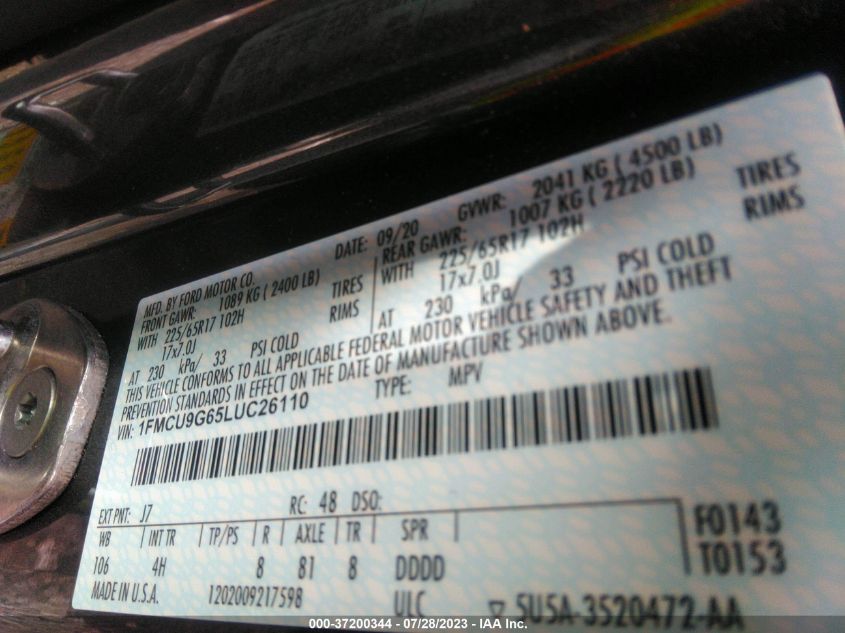 MFD. BY FORD MOTOR CO. DATE: 09/20 GVWR: 2041 KG ( 4500 LB)
FRONT GAWR: 1089 KG ( 2400 LB) REAR GAWR: 1007 KG ( 2220 LB)
WITH 225/65R17 102H TIRES WITH 225/65R17 102H TIRES
17x7.0J RIMS 17x7.0J RIMS
AT 230 kPa/ 33 PSI COLD AT 230 kPa/ 33 PSI COLD
THIS VEHICLE CONFORMS TO ALL APPLICABLE FEDERAL MOTOR VEHICLE SAFETY AND THEFT
PREVENTION STANDARDS IN EFFECT ON THE DATE OF MANUFACTURE SHOWN ABOVE.
VIN: 1FMCU9G65LUC26110 TYPE: MPV
EXT PNT: J7 RC: 48 DSO: F0143
WB INT TR TP/PS R AXLE TR SPR T0153
106 4H 8 81 8 DDDD
MADE IN U.S.A. 1202009217598 ULC ▽ 5U5A-3520472-AA
000-37200344 / 07/28/2023 - IAA Inc.